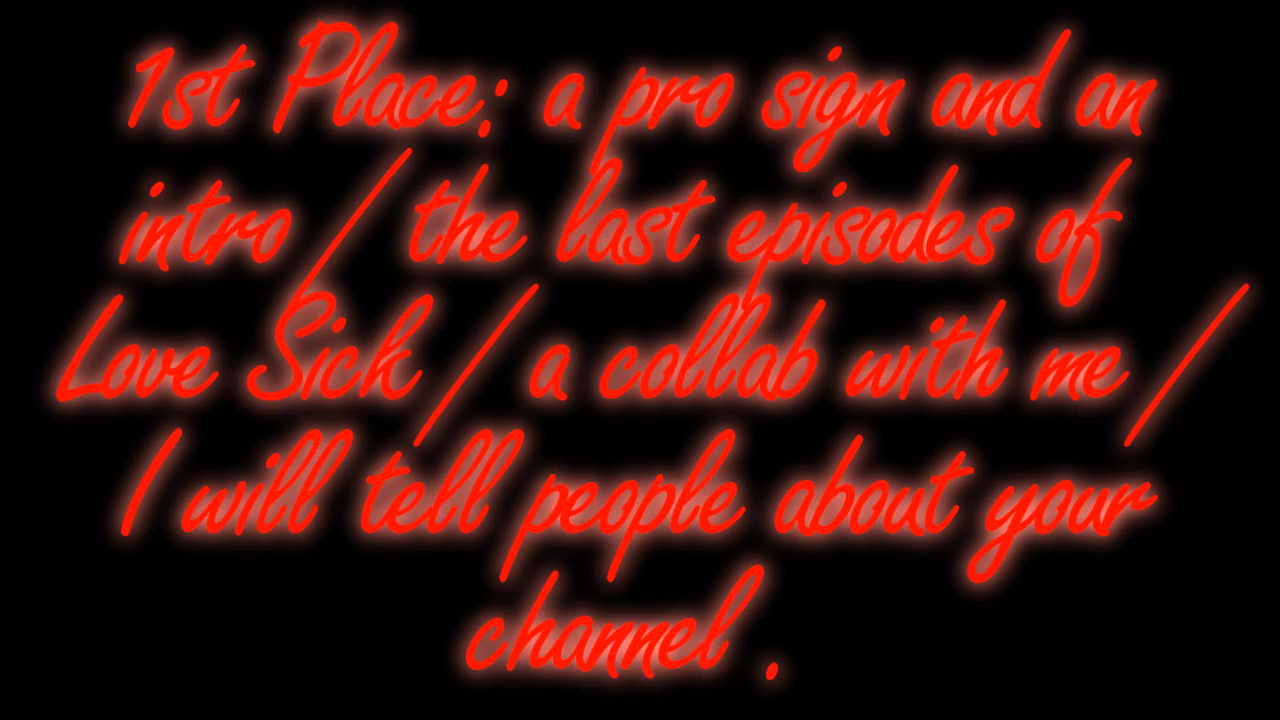 1st Place: a pro sign and an
intro / the last episodes of
Love Sick / a collab with me /
I will tell people about your
channel .